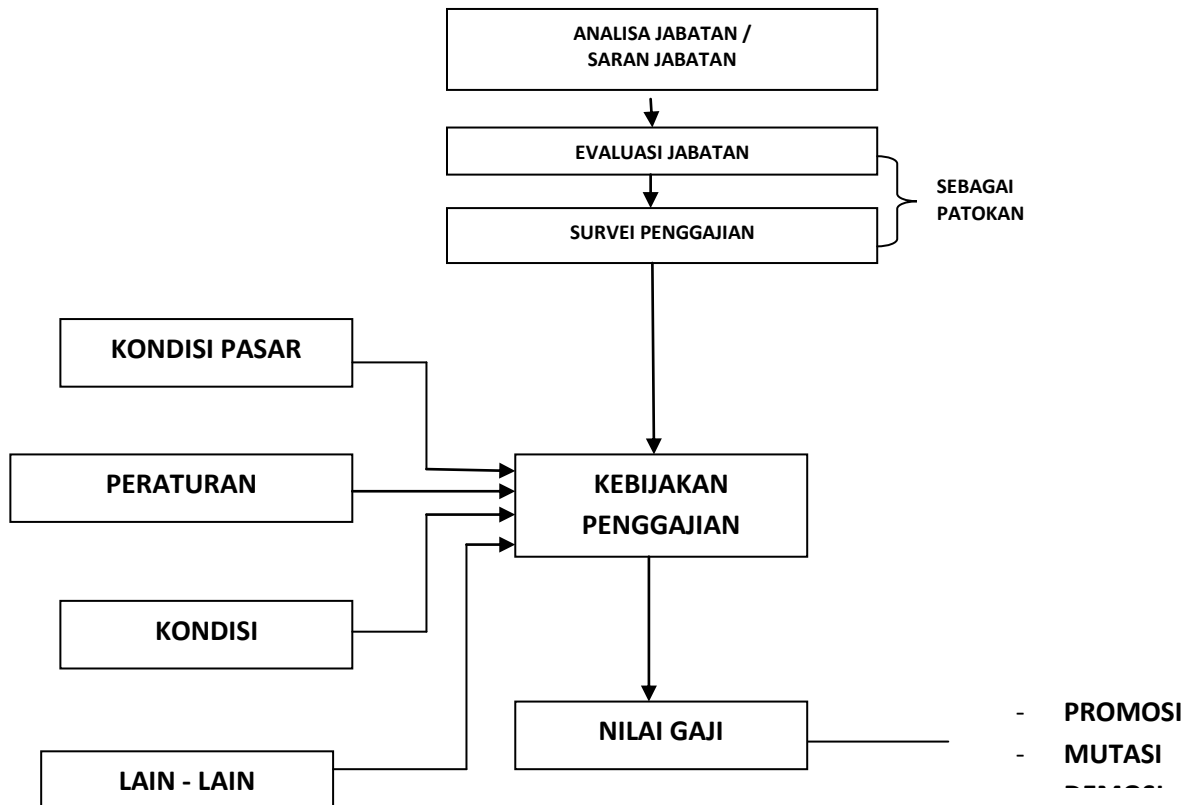 ANALISA JABATAN /
SARAN JABATAN
EVALUASI JABATAN
SEBAGAI
PATOKAN
SURVEI PENGGAJIAN
KONDISI PASAR
PERATURAN
KEBIJAKAN
PENGGAJIAN
KONDISI
NILAI GAJI
- PROMOSI
- MUTASI
LAIN - LAIN